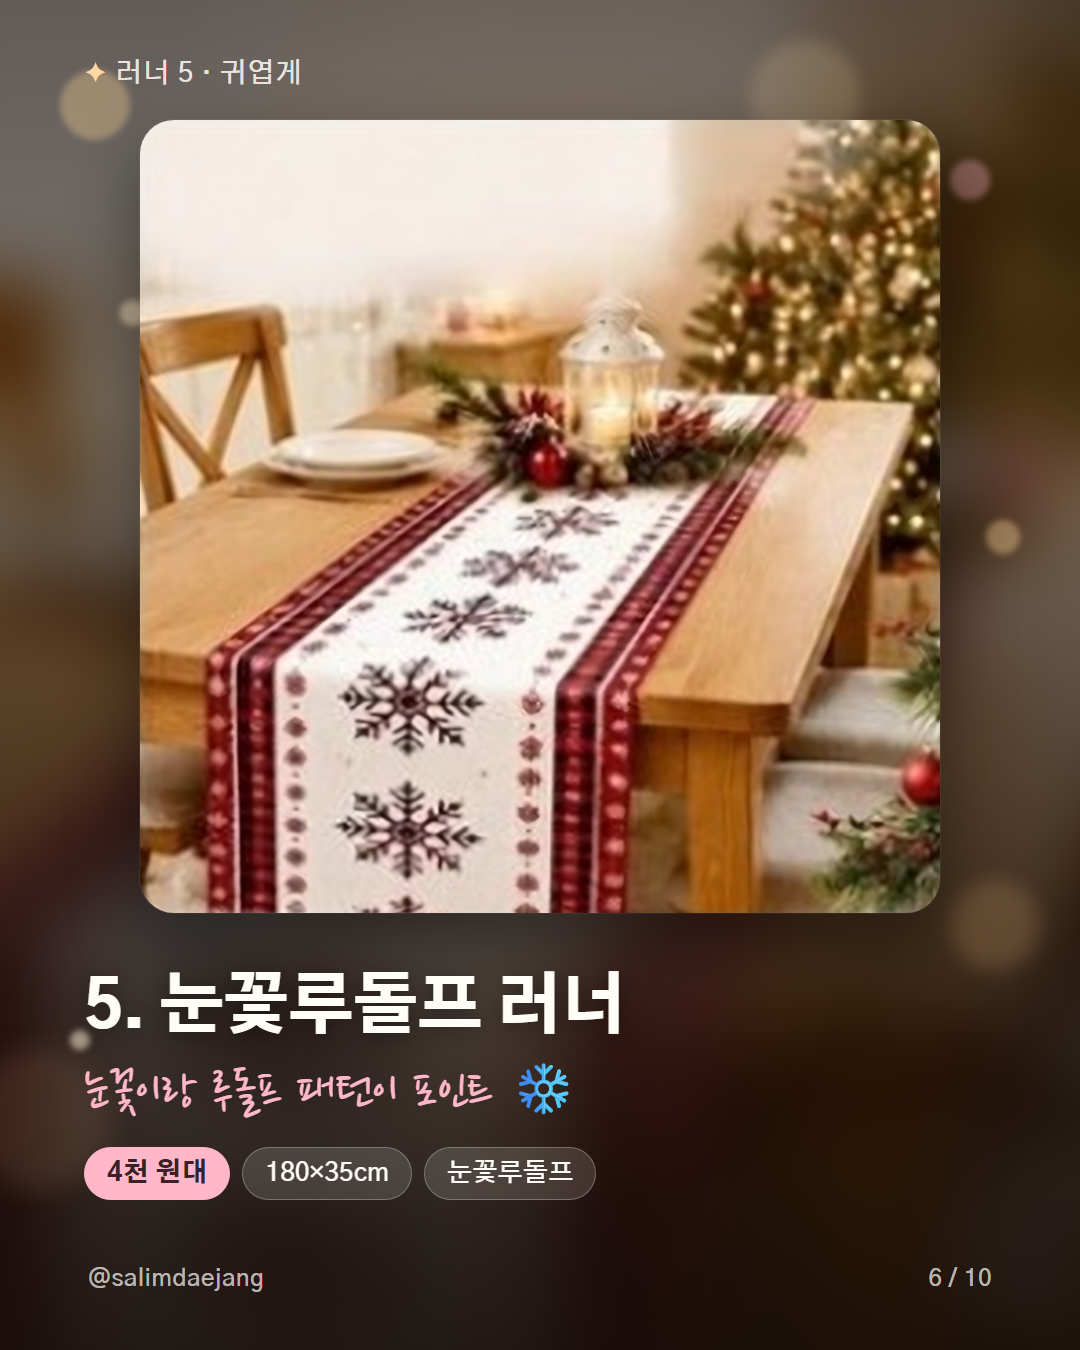 ✦ 러너 5 · 귀엽게
5. 눈꽃루돌프 러너
눈꽃이랑 루돌프 패턴이 포인트 ❄
4천 원대
180×35cm
눈꽃루돌프
@salimdaejang
6 / 10